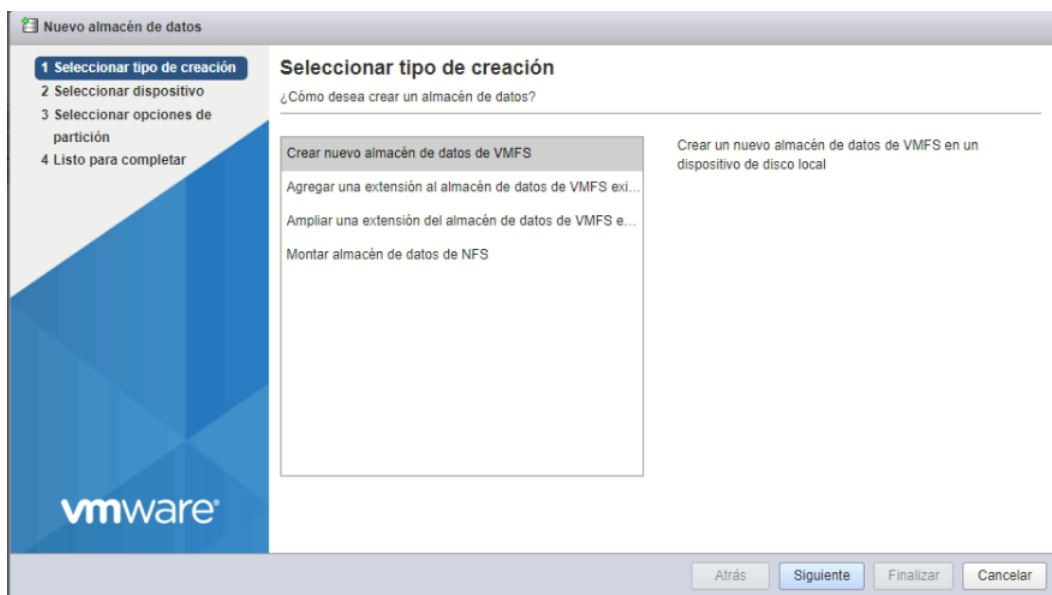 Nuevo almacén de datos
1 Seleccionar tipo de creación
2 Seleccionar dispositivo
3 Seleccionar opciones de
partición
4 Listo para completar
Seleccionar tipo de creación
¿Cómo desea crear un almacén de datos?
Crear nuevo almacén de datos de VMFS
Agregar una extensión al almacén de datos de VMFS exi...
Ampliar una extensión del almacén de datos de VMFS e...
Montar almacén de datos de NFS
Crear un nuevo almacén de datos de VMFS en un
dispositivo de disco local
vmware®
Atrás
Siguiente
Finalizar
Cancelar